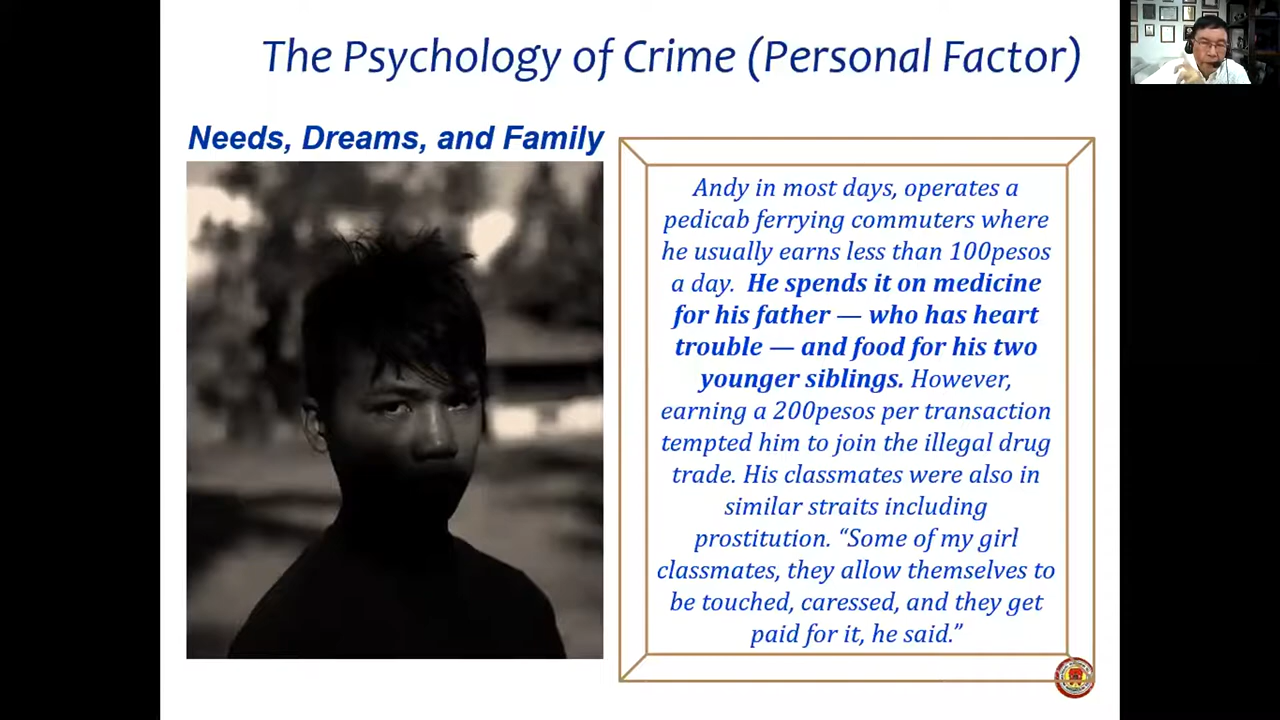 The Psychology of Crime (Personal Factor)
Needs, Dreams, and Family
Andy in most days, operates a
pedicab ferrying commuters where
he usually earns less than 100pesos
a day.  He spends it on medicine
for his father — who has heart
trouble — and food for his two
younger siblings. However,
earning a 200pesos per transaction
tempted him to join the illegal drug
trade. His classmates were also in
similar straits including
prostitution. “Some of my girl
classmates, they allow themselves to
be touched, caressed, and they get
paid for it, he said.”